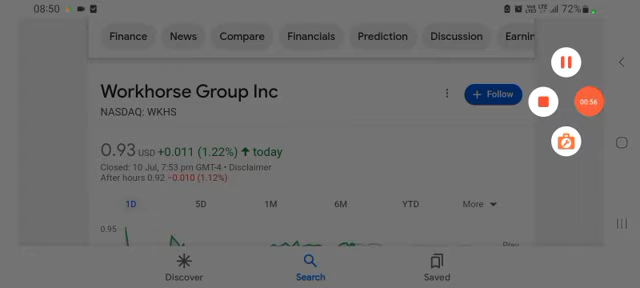 08:50 72%
Finance News Compare Financials Prediction Discussion Earnin
Workhorse Group Inc
NASDAQ: WKHS
+ Follow
00:56
0.93 USD +0.011 (1.22%) ↑ today
Closed: 10 Jul, 7:53 pm GMT-4 • Disclaimer
After hours 0.92 −0.010 (1.12%)
1D 5D 1M 6M YTD More
0.95
Discover Search Saved